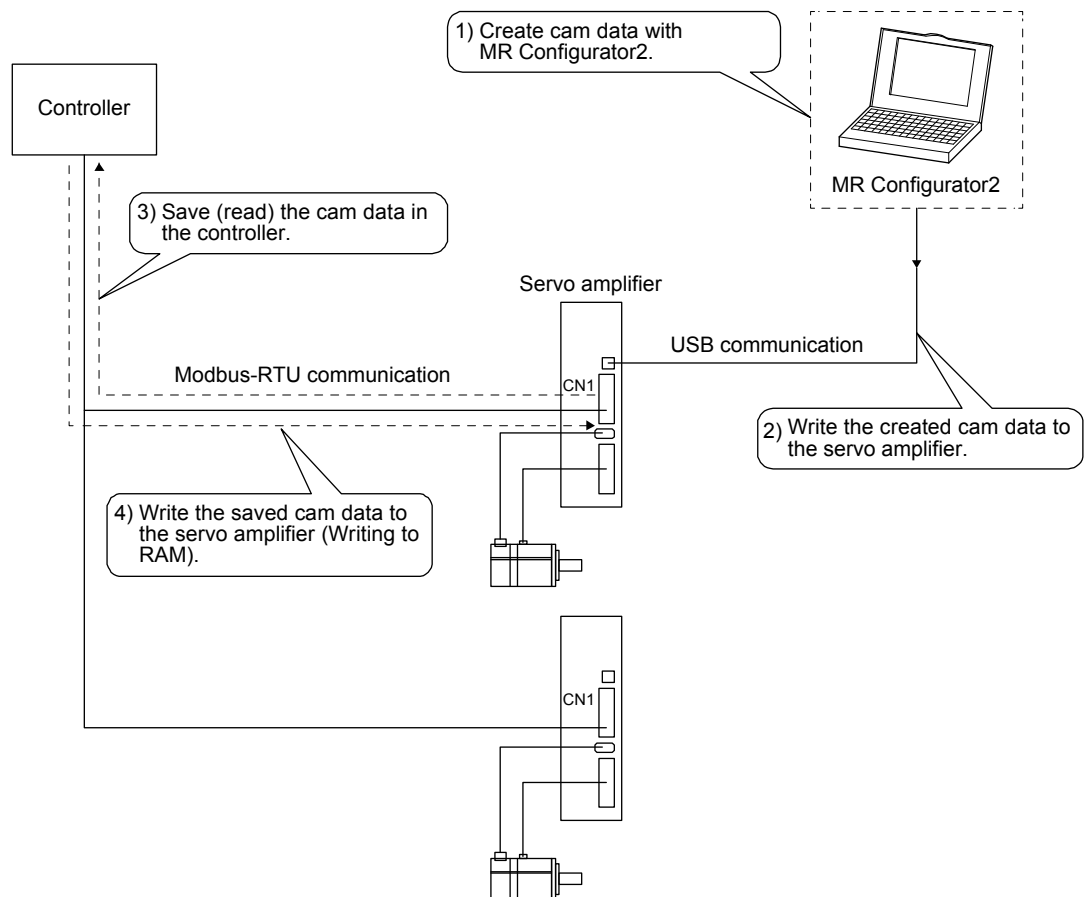 1) Create cam data with
MR Configurator2.
Controller
MR Configurator2
3) Save (read) the cam data in
the controller.
Servo amplifier
USB communication
Modbus-RTU communication
CN1
2) Write the created cam data to
the servo amplifier.
4) Write the saved cam data to
the servo amplifier (Writing to
RAM).
CN1